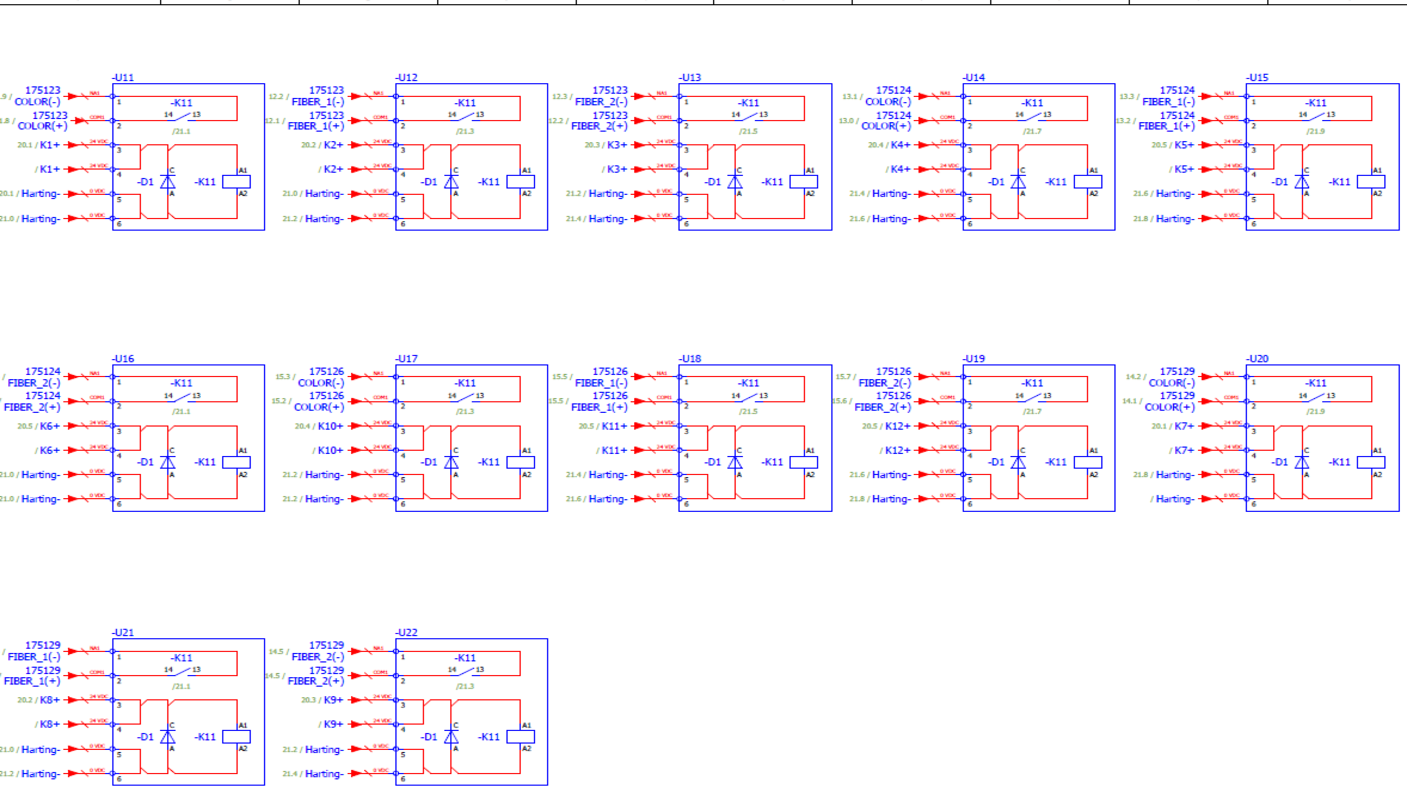 -U11
175123
COLOR(-)
NA1
1
-K11
14 13
175123
COLOR(+)
COM1
2
/21.1
20.1 / K1+
24 VDC
3
/ K1+
24 VDC
4
C
A1
-D1
-K11
20.1 / Harting-
0 VDC
5
A
A2
21.0 / Harting-
0 VDC
6
-U12
12.2 /
175123
FIBER_1(-)
NA1
1
-K11
14 13
12.1 /
175123
FIBER_1(+)
COM1
2
/21.3
20.2 / K2+
24 VDC
3
/ K2+
24 VDC
4
C
A1
-D1
-K11
21.0 / Harting-
0 VDC
5
A
A2
21.2 / Harting-
0 VDC
6
-U13
12.3 /
175123
FIBER_2(-)
NA1
1
-K11
14 13
12.2 /
175123
FIBER_2(+)
COM1
2
/21.5
20.3 / K3+
24 VDC
3
/ K3+
24 VDC
4
C
A1
-D1
-K11
21.2 / Harting-
0 VDC
5
A
A2
21.4 / Harting-
0 VDC
6
-U14
13.1 /
175124
COLOR(-)
NA1
1
-K11
14 13
13.0 /
175124
COLOR(+)
COM1
2
/21.7
20.4 / K4+
24 VDC
3
/ K4+
24 VDC
4
C
A1
-D1
-K11
21.4 / Harting-
0 VDC
5
A
A2
21.6 / Harting-
0 VDC
6
-U15
13.3 /
175124
FIBER_1(-)
NA1
1
-K11
14 13
13.2 /
175124
FIBER_1(+)
COM1
2
/21.9
20.5 / K5+
24 VDC
3
/ K5+
24 VDC
4
C
A1
-D1
-K11
21.6 / Harting-
0 VDC
5
A
A2
21.8 / Harting-
0 VDC
6
-U16
/
175124
FIBER_2(-)
NA1
1
-K11
14 13
/
175124
FIBER_2(+)
COM1
2
/21.1
20.5 / K6+
24 VDC
3
/ K6+
24 VDC
4
C
A1
-D1
-K11
21.0 / Harting-
0 VDC
5
A
A2
21.0 / Harting-
0 VDC
6
-U17
15.3 /
175126
COLOR(-)
NA1
1
-K11
14 13
15.2 /
175126
COLOR(+)
COM1
2
/21.3
20.4 / K10+
24 VDC
3
/ K10+
24 VDC
4
C
A1
-D1
-K11
21.2 / Harting-
0 VDC
5
A
A2
21.2 / Harting-
0 VDC
6
-U18
15.5 /
175126
FIBER_1(-)
NA1
1
-K11
14 13
15.5 /
175126
FIBER_1(+)
COM1
2
/21.5
20.5 / K11+
24 VDC
3
/ K11+
24 VDC
4
C
A1
-D1
-K11
21.4 / Harting-
0 VDC
5
A
A2
21.6 / Harting-
0 VDC
6
-U19
15.7 /
175126
FIBER_2(-)
NA1
1
-K11
14 13
15.6 /
175126
FIBER_2(+)
COM1
2
/21.7
20.5 / K12+
24 VDC
3
/ K12+
24 VDC
4
C
A1
-D1
-K11
21.6 / Harting-
0 VDC
5
A
A2
21.8 / Harting-
0 VDC
6
-U20
14.2 /
175129
COLOR(-)
NA1
1
-K11
14 13
14.1 /
175129
COLOR(+)
COM1
2
/21.9
20.1 / K7+
24 VDC
3
/ K7+
24 VDC
4
C
A1
-D1
-K11
21.8 / Harting-
0 VDC
5
A
A2
/ Harting-
0 VDC
6
-U21
/
175129
FIBER_1(-)
NA1
1
-K11
14 13
/
175129
FIBER_1(+)
COM1
2
/21.1
20.2 / K8+
24 VDC
3
/ K8+
24 VDC
4
C
A1
-D1
-K11
21.0 / Harting-
0 VDC
5
A
A2
21.2 / Harting-
0 VDC
6
-U22
14.5 /
175129
FIBER_2(-)
NA1
1
-K11
14 13
14.5 /
175129
FIBER_2(+)
COM1
2
/21.3
20.3 / K9+
24 VDC
3
/ K9+
24 VDC
4
C
A1
-D1
-K11
21.2 / Harting-
0 VDC
5
A
A2
21.4 / Harting-
0 VDC
6